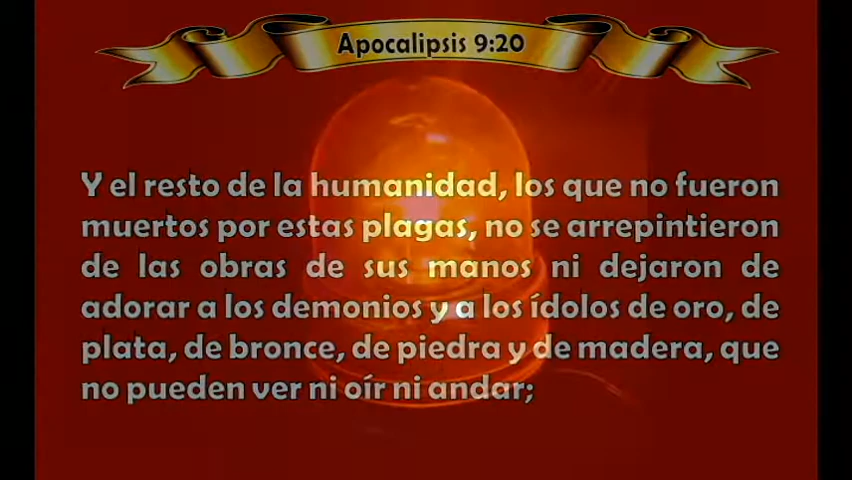 Apocalipsis 9:20
Y el resto de la humanidad, los que no fueron
muertos por estas plagas, no se arrepintieron
de las obras de sus manos ni dejaron de
adorar a los demonios y a los ídolos de oro, de
plata, de bronce, de piedra y de madera, que
no pueden ver ni oír ni andar;